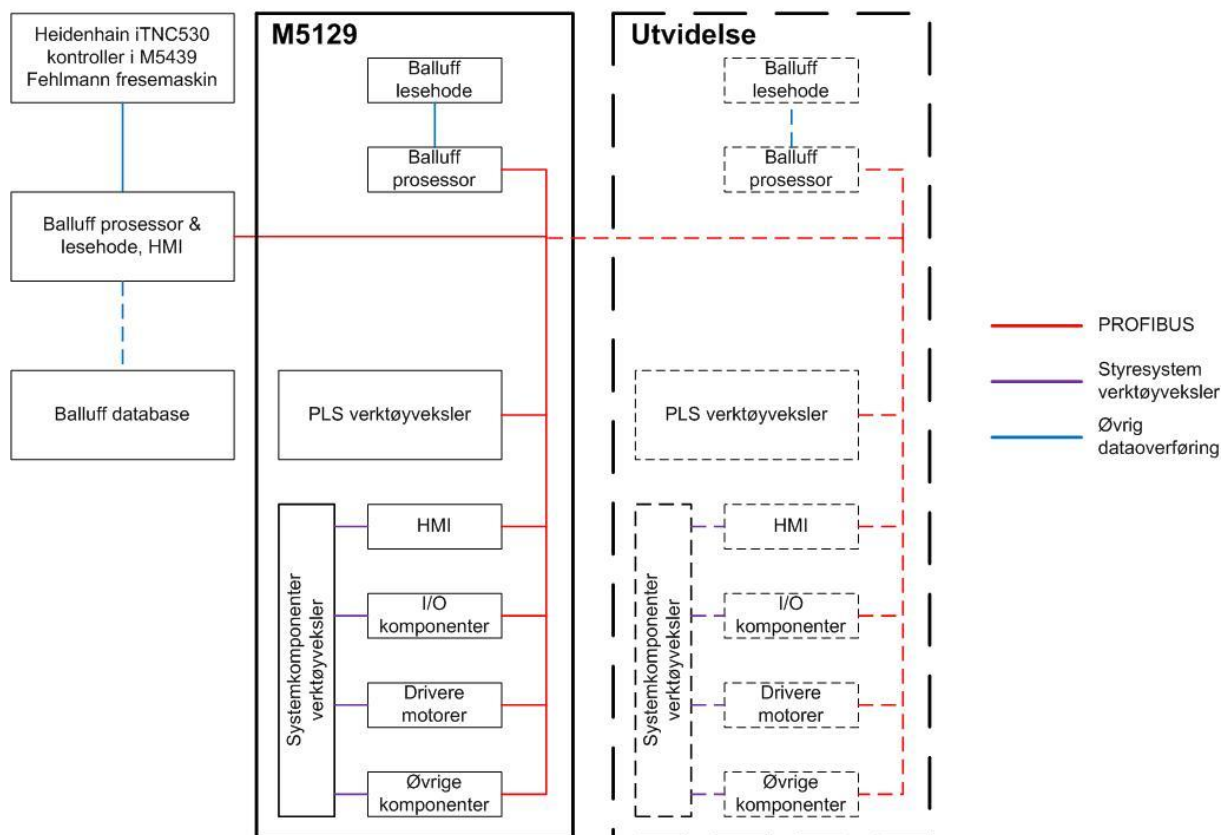 Heidenhain iTNC530
kontroller i M5439
Fehlmann fresemaskin
Balluff prosessor &
lesehode, HMI
Balluff database
M5129
Balluff
lesehode
Balluff
prosessor
PLS verktøyveksler
Systemkomponenter
verktøyveksler
HMI
I/O
komponenter
Drivere
motorer
Øvrige
komponenter
Utvidelse
Balluff
lesehode
Balluff
prosessor
PLS verktøyveksler
Systemkomponenter
verktøyveksler
HMI
I/O
komponenter
Drivere
motorer
Øvrige
komponenter
PROFIBUS
Styresystem
verktøyveksler
Øvrig
dataoverføring